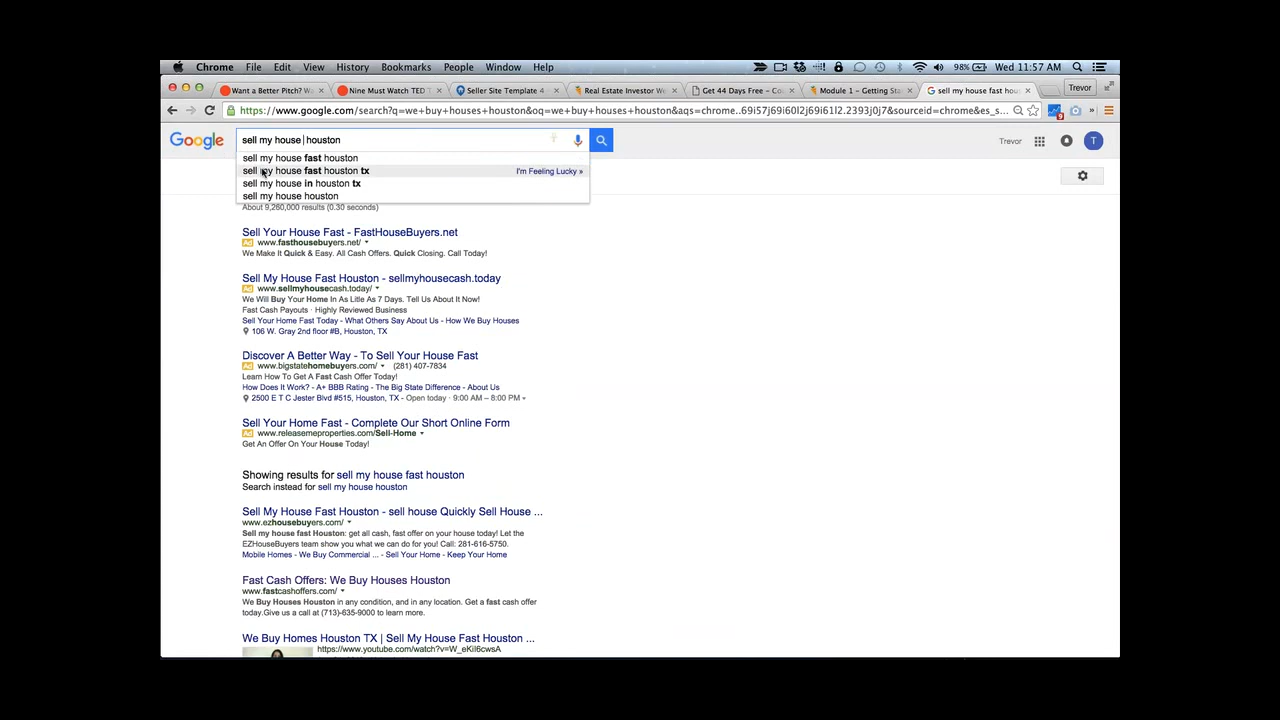 Chrome File Edit View History Bookmarks People Window Help 98% Wed 11:57 AM
Want a Better Pitch? Wa Nine Must Watch TED T Seller Site Template 4 Real Estate Investor We Get 44 Days Free – Co Module 1 – Getting Sta sell my house fast houst Trevor
https://www.google.com/search?q=we+buy+houses+houston&oq=we+buy+houses+houston&aqs=chrome..69i57j69i60l2j69i61l2.2393j0j7&sourceid=chrome&es_s... 9
Google sell my house houston Trevor T
sell my house fast houston
sell my house fast houston tx I'm Feeling Lucky »
sell my house in houston tx
sell my house houston
About 9,260,000 results (0.30 seconds)
Sell Your House Fast - FastHouseBuyers.net
Ad www.fasthousebuyers.net/
We Make It Quick & Easy. All Cash Offers. Quick Closing. Call Today!
Sell My House Fast Houston - sellmyhousecash.today
Ad www.sellmyhousecash.today/
We Will Buy Your Home In As Litle As 7 Days. Tell Us About It Now!
Fast Cash Payouts · Highly Reviewed Business
Sell Your Home Fast Today - What Others Say About Us - How We Buy Houses
106 W. Gray 2nd floor #B, Houston, TX
Discover A Better Way - To Sell Your House Fast
Ad www.bigstatehomebuyers.com/ (281) 407-7834
Learn How To Get A Fast Cash Offer Today!
How Does It Work? - A+ BBB Rating - The Big State Difference - About Us
2500 E T C Jester Blvd #515, Houston, TX - Open today · 9:00 AM – 8:00 PM
Sell Your Home Fast - Complete Our Short Online Form
Ad www.releasemeproperties.com/Sell-Home
Get An Offer On Your House Today!
Showing results for sell my house fast houston
Search instead for sell my house houston
Sell My House Fast Houston - sell house Quickly Sell House ...
www.ezhousebuyers.com/
Sell my house fast Houston: get all cash, fast offer on your house today! Let the
EZHouseBuyers team show you what we can do for you! Call: 281-616-5750.
Mobile Homes - We Buy Commercial ... - Sell Your Home - Keep Your Home
Fast Cash Offers: We Buy Houses Houston
www.fastcashoffers.com/
We Buy Houses Houston in any condition, and in any location. Get a fast cash offer
today.Give us a call at (713)-635-9000 to learn more.
We Buy Homes Houston TX | Sell My House Fast Houston ...
https://www.youtube.com/watch?v=W_eKil6cwsA